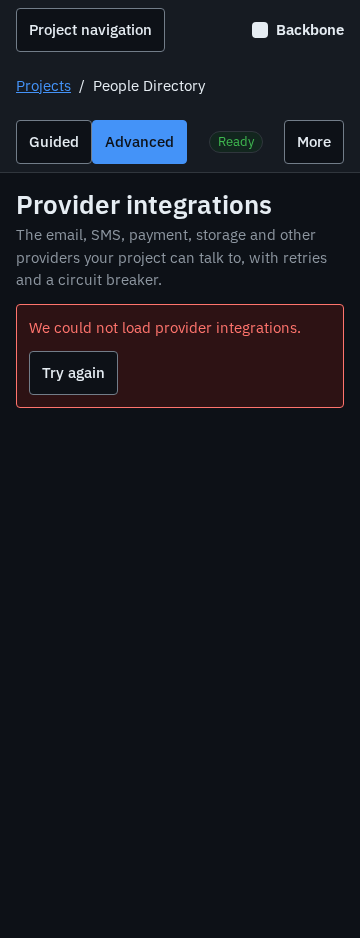 Project navigation
Backbone
Projects / People Directory
Guided
Advanced
Ready
More
Provider integrations
The email, SMS, payment, storage and other
providers your project can talk to, with retries
and a circuit breaker.
We could not load provider integrations.
Try again